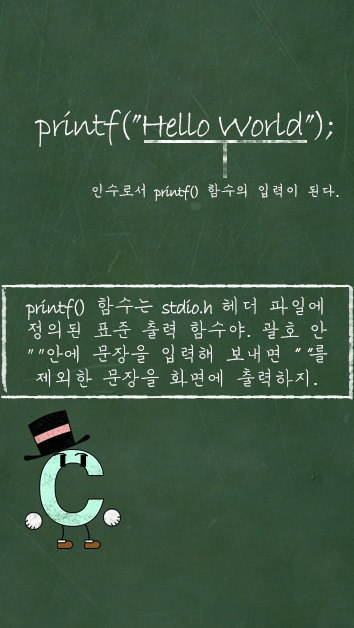 printf("Hello World");
인수로서 printf() 함수의 입력이 된다.
printf() 함수는 stdio.h 헤더 파일에
정의된 표준 출력 함수야. 괄호 안
" "안에 문장을 입력해 보내면 " "를
제외한 문장을 화면에 출력하지.
C